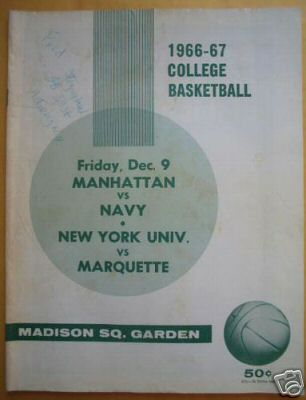 1966-67
COLLEGE
BASKETBALL
Friday, Dec. 9
MANHATTAN
vs
NAVY
•
NEW YORK UNIV.
vs
MARQUETTE
MADISON SQ. GARDEN
50¢